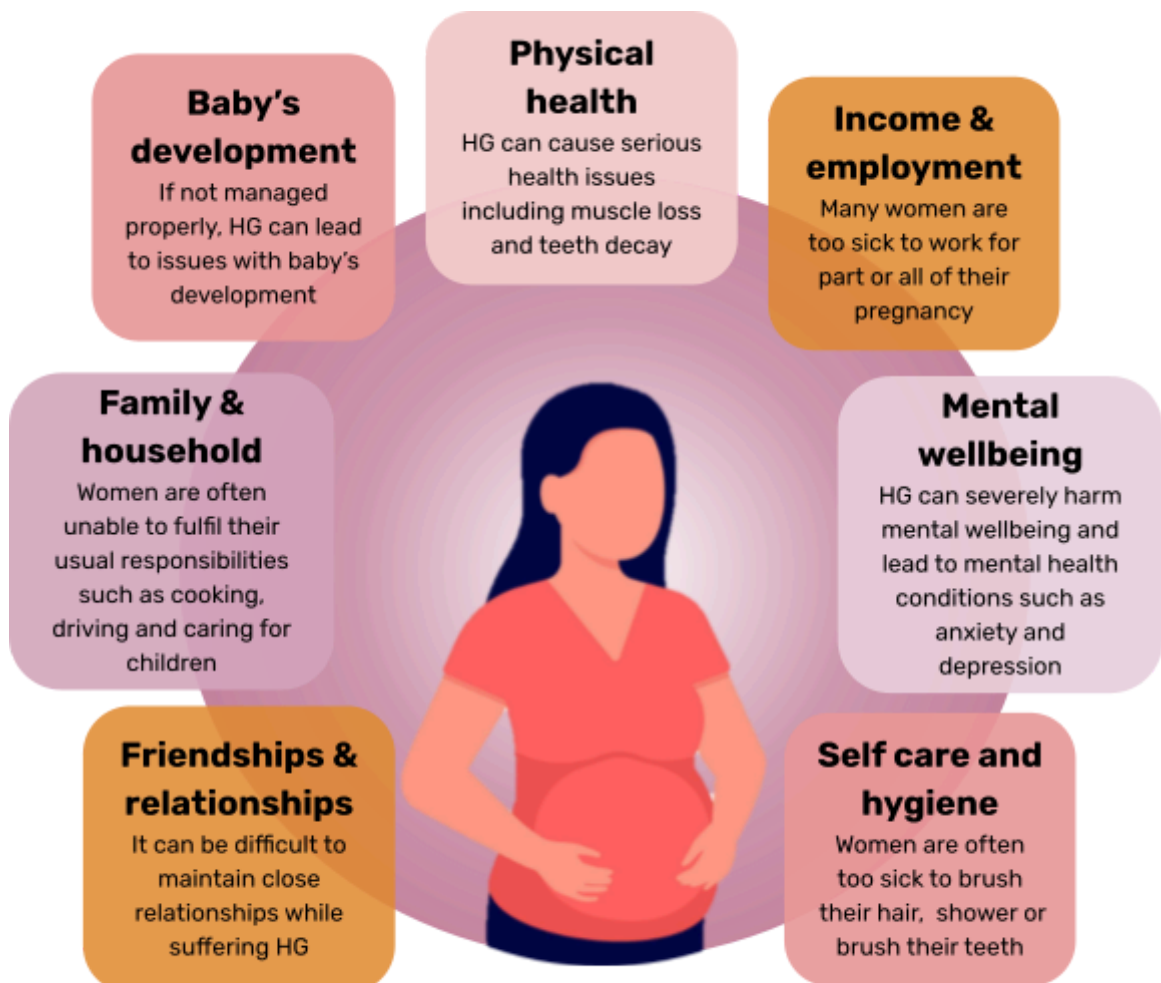 Physical
health
HG can cause serious
health issues
including muscle loss
and teeth decay
Baby's
development
If not managed
properly, HG can lead
to issues with baby's
development
Income &
employment
Many women are
too sick to work for
part or all of their
pregnancy
Family &
household
Women are often
unable to fulfil their
usual responsibilities
such as cooking,
driving and caring for
children
Mental
wellbeing
HG can severely harm
mental wellbeing and
lead to mental health
conditions such as
anxiety and
depression
Friendships &
relationships
It can be difficult to
maintain close
relationships while
suffering HG
Self care and
hygiene
Women are often
too sick to brush
their hair, shower or
brush their teeth